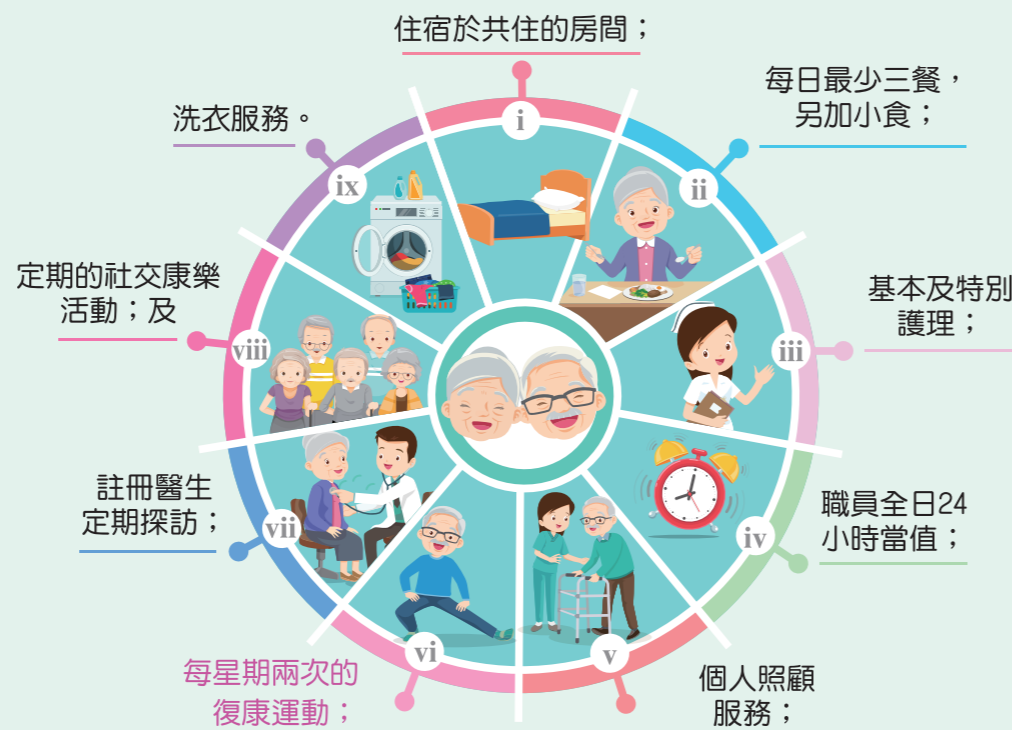 i
住宿於共住的房間；
ii
每日最少三餐，
另加小食；
iii
基本及特別
護理；
iv
職員全日24
小時當值；
v
個人照顧
服務；
vi
每星期兩次的
復康運動；
vii
註冊醫生
定期探訪；
viii
定期的社交康樂
活動；及
ix
洗衣服務。